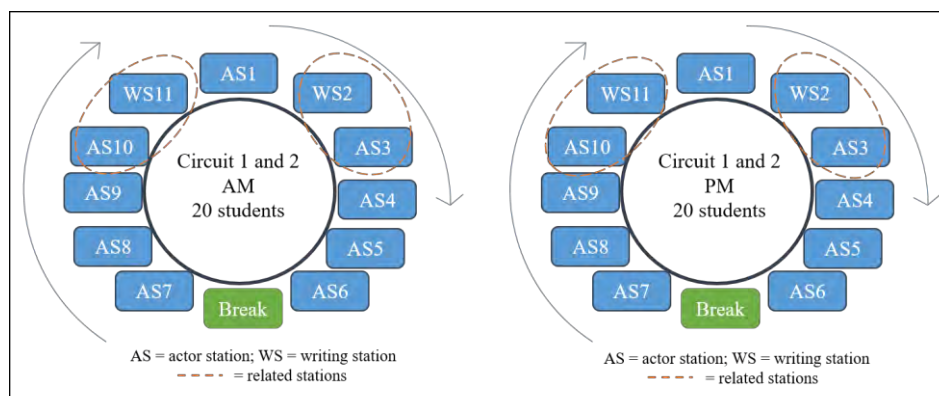 AS1
WS11
WS2
AS10
AS3
Circuit 1 and 2
AM
20 students
AS9
AS4
AS8
AS5
AS7
AS6
Break
AS = actor station; WS = writing station
= related stations
AS1
WS11
WS2
AS10
AS3
Circuit 1 and 2
PM
20 students
AS9
AS4
AS8
AS5
AS7
AS6
Break
AS = actor station; WS = writing station
= related stations